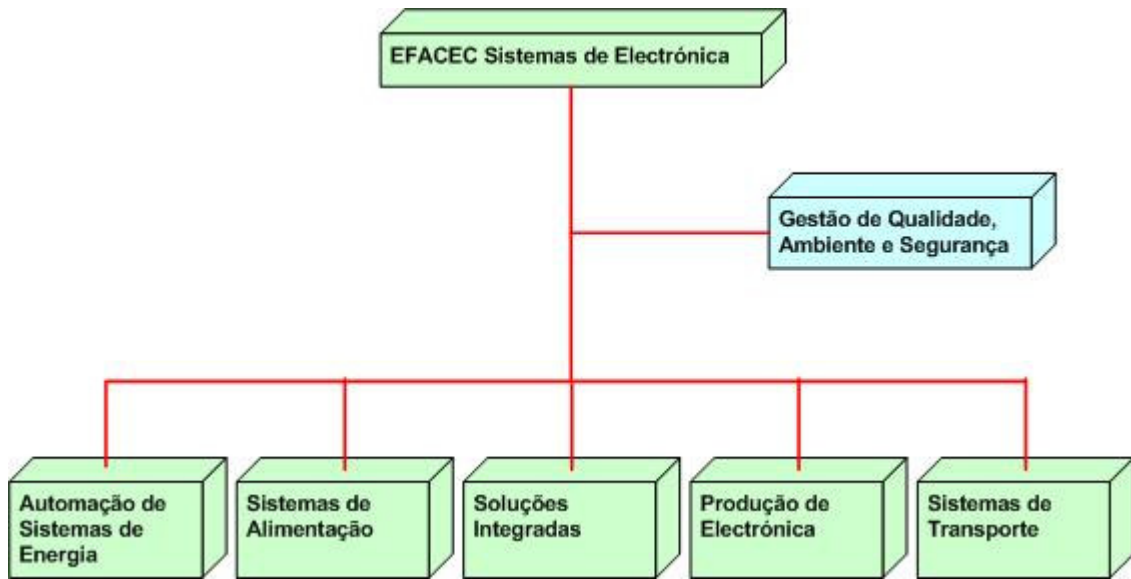 EFACEC Sistemas de Electrónica
Gestão de Qualidade,
Ambiente e Segurança
Automação de
Sistemas de
Energia
Sistemas de
Alimentação
Soluções
Integradas
Produção de
Electrónica
Sistemas de
Transporte